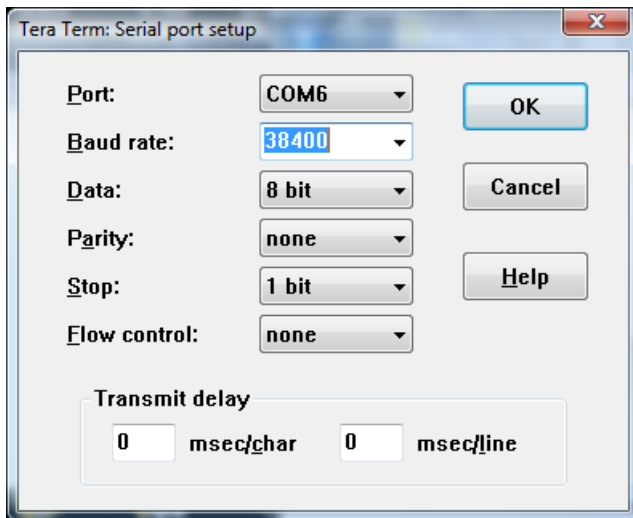 Tera Term: Serial port setup
Port: COM6 OK
Baud rate: 38400
Data: 8 bit Cancel
Parity: none
Stop: 1 bit Help
Flow control: none
Transmit delay
0 msec/char 0 msec/line